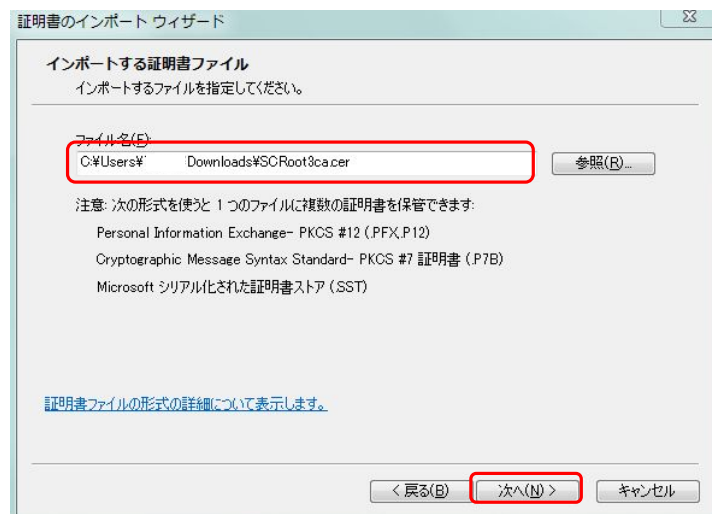 証明書のインポート ウィザード
インポートする証明書ファイル
インポートするファイルを指定してください。
ファイル名(F):
C:¥Users¥ Downloads¥SCRoot3ca.cer
参照(R)...
注意: 次の形式を使うと 1 つのファイルに複数の証明書を保管できます:
Personal Information Exchange- PKCS #12 (.PFX,.P12)
Cryptographic Message Syntax Standard- PKCS #7 証明書 (.P7B)
Microsoft シリアル化された証明書ストア (.SST)
証明書ファイルの形式の詳細について表示します。
< 戻る(B) 次へ(N) > キャンセル